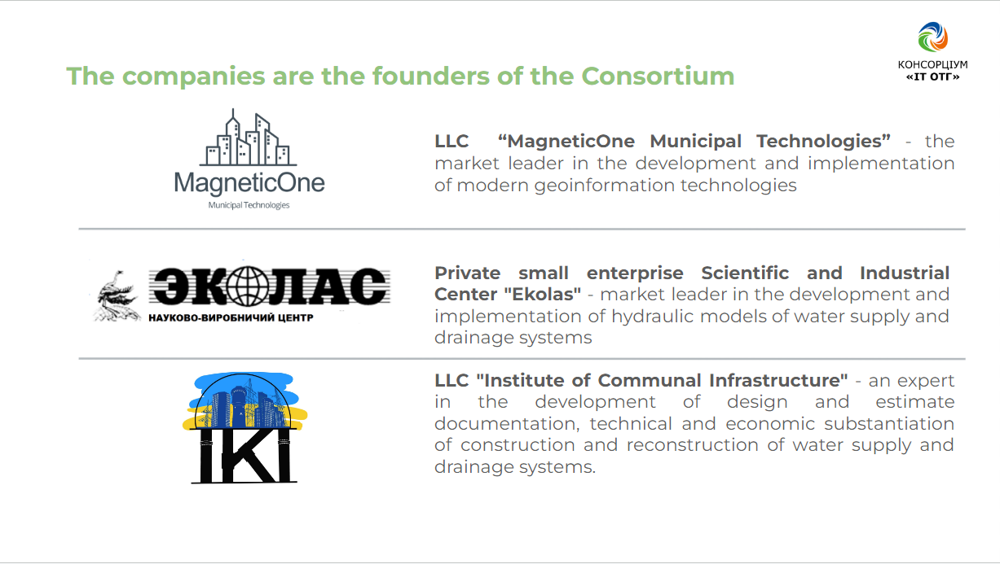 КОНСОРЦІУМ
«ІТ ОТГ»
The companies are the founders of the Consortium
MagneticOne
Municipal Technologies
LLC “MagneticOne Municipal Technologies” - the
market leader in the development and implementation
of modern geoinformation technologies
ЭКОЛАС
НАУКОВО-ВИРОБНИЧИЙ ЦЕНТР
Private small enterprise Scientific and Industrial
Center "Ekolas" - market leader in the development and
implementation of hydraulic models of water supply and
drainage systems
ІКІ
LLC "Institute of Communal Infrastructure" - an expert
in the development of design and estimate
documentation, technical and economic substantiation
of construction and reconstruction of water supply and
drainage systems.